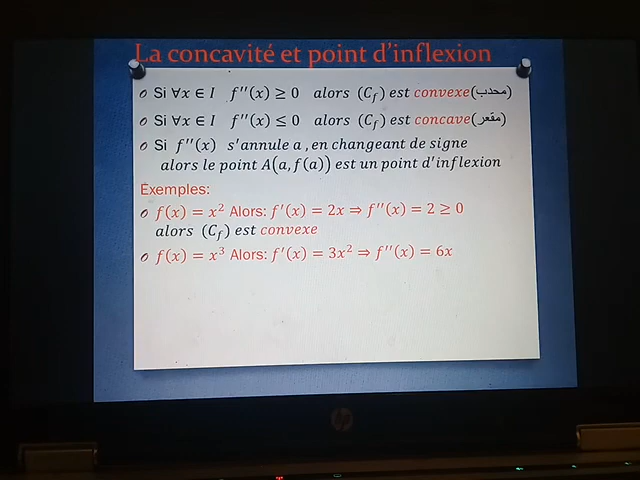 La concavité et point d'inflexion
Si ∀x ∈ I f''(x) ≥ 0 alors (C_f) est convexe(محدب)
Si ∀x ∈ I f''(x) ≤ 0 alors (C_f) est concave(مقعر)
Si f''(x) s'annule a , en changeant de signe
alors le point A(a, f(a)) est un point d'inflexion
Exemples:
f(x) = x² Alors: f'(x) = 2x ⇒ f''(x) = 2 ≥ 0
alors (C_f) est convexe
f(x) = x³ Alors: f'(x) = 3x² ⇒ f''(x) = 6x
hp